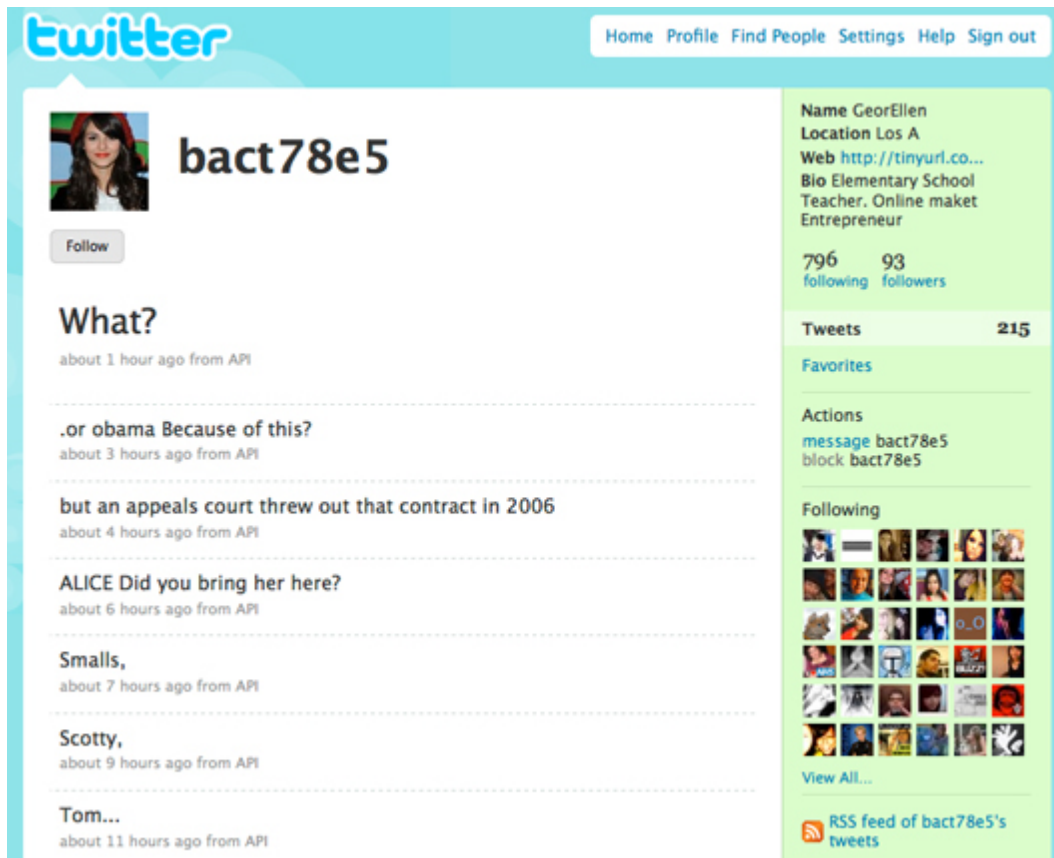 twitter
Home Profile Find People Settings Help Sign out
bact78e5
Follow
What?
about 1 hour ago from API
.or obama Because of this?
about 3 hours ago from API
but an appeals court threw out that contract in 2006
about 4 hours ago from API
ALICE Did you bring her here?
about 6 hours ago from API
Smalls,
about 7 hours ago from API
Scotty,
about 9 hours ago from API
Tom...
about 11 hours ago from API
Name GeorEllen
Location Los A
Web http://tinyurl.co...
Bio Elementary School
Teacher. Online maket
Entrepreneur
796 93
following followers
Tweets 215
Favorites
Actions
message bact78e5
block bact78e5
Following
o_O
View All...
RSS feed of bact78e5's
tweets